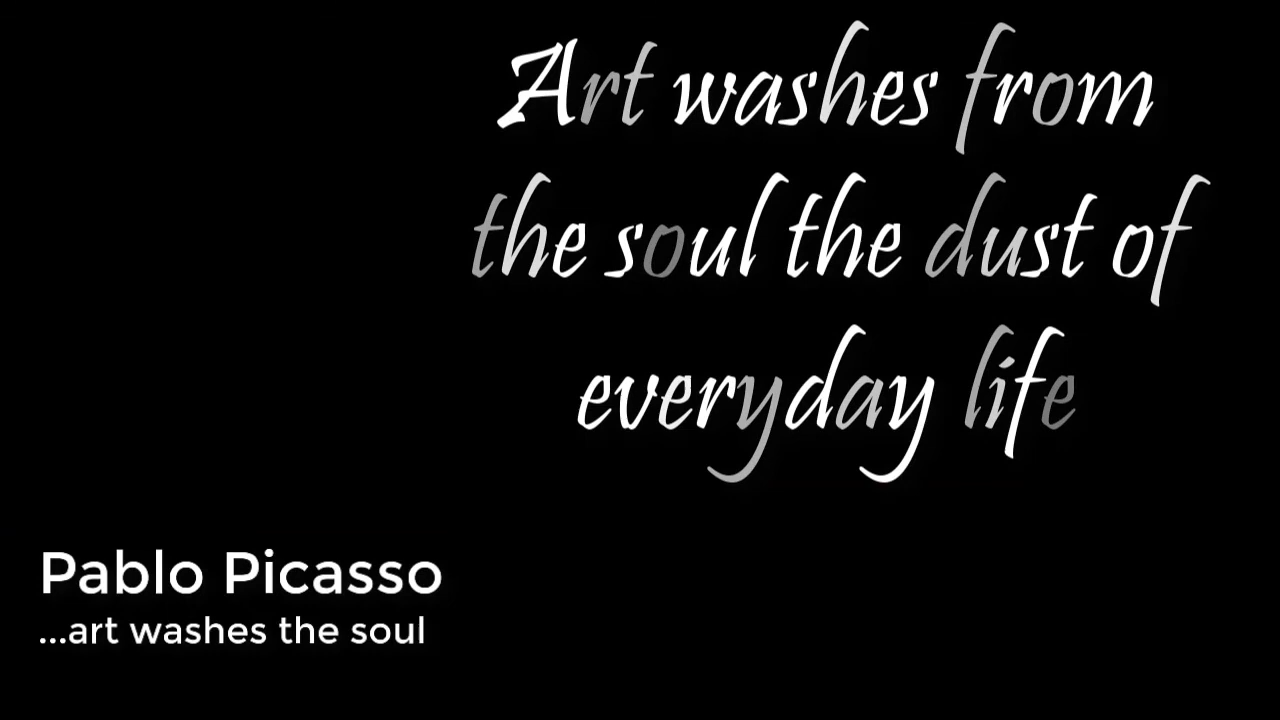 Art washes from
the soul the dust of
everyday life
Pablo Picasso
...art washes the soul